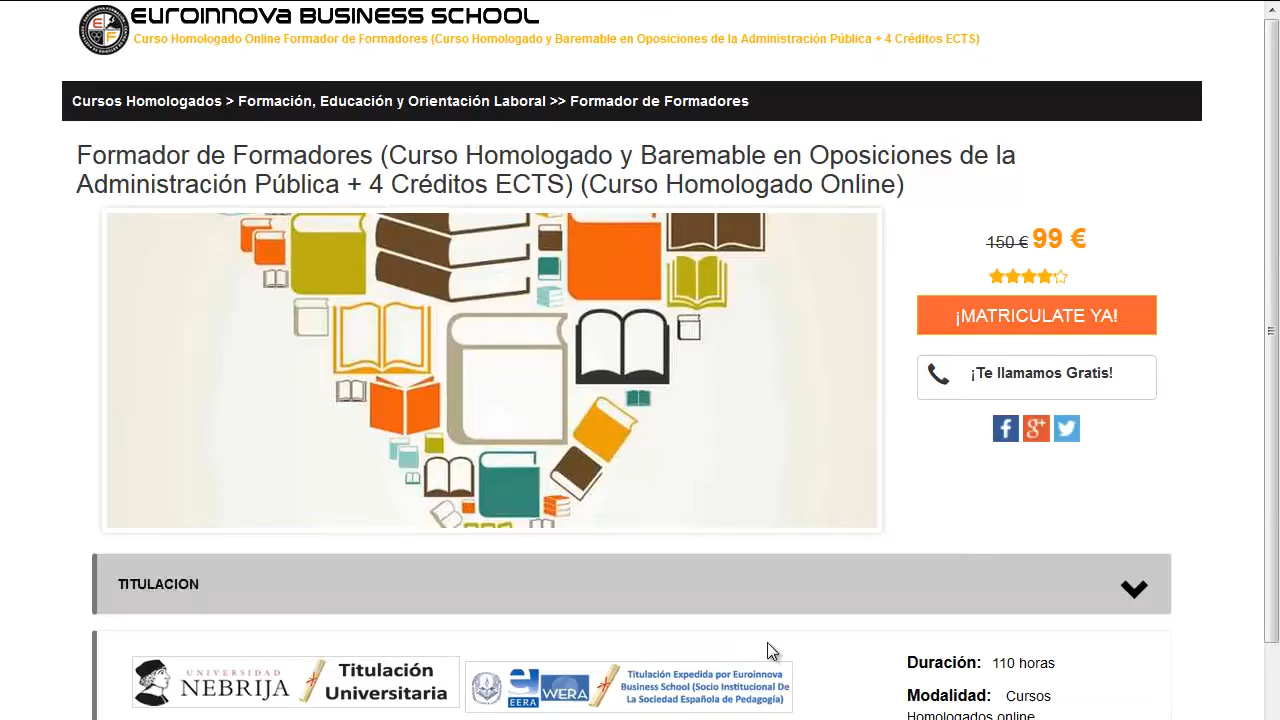 EUROINNOVA BUSINESS SCHOOL
Curso Homologado Online Formador de Formadores (Curso Homologado y Baremable en Oposiciones de la Administración Pública + 4 Créditos ECTS)
Cursos Homologados > Formación, Educación y Orientación Laboral >> Formador de Formadores
Formador de Formadores (Curso Homologado y Baremable en Oposiciones de la
Administración Pública + 4 Créditos ECTS) (Curso Homologado Online)
150 € 99 €
¡MATRICULATE YA!
¡Te llamamos Gratis!
TITULACION
UNIVERSIDAD
NEBRIJA
Titulación
Universitaria
EERA
WERA
Titulación Expedida por Euroinnova
Business School (Socio Institucional De
La Sociedad Española de Pedagogía)
Duración: 110 horas
Modalidad: Cursos
Homologados online